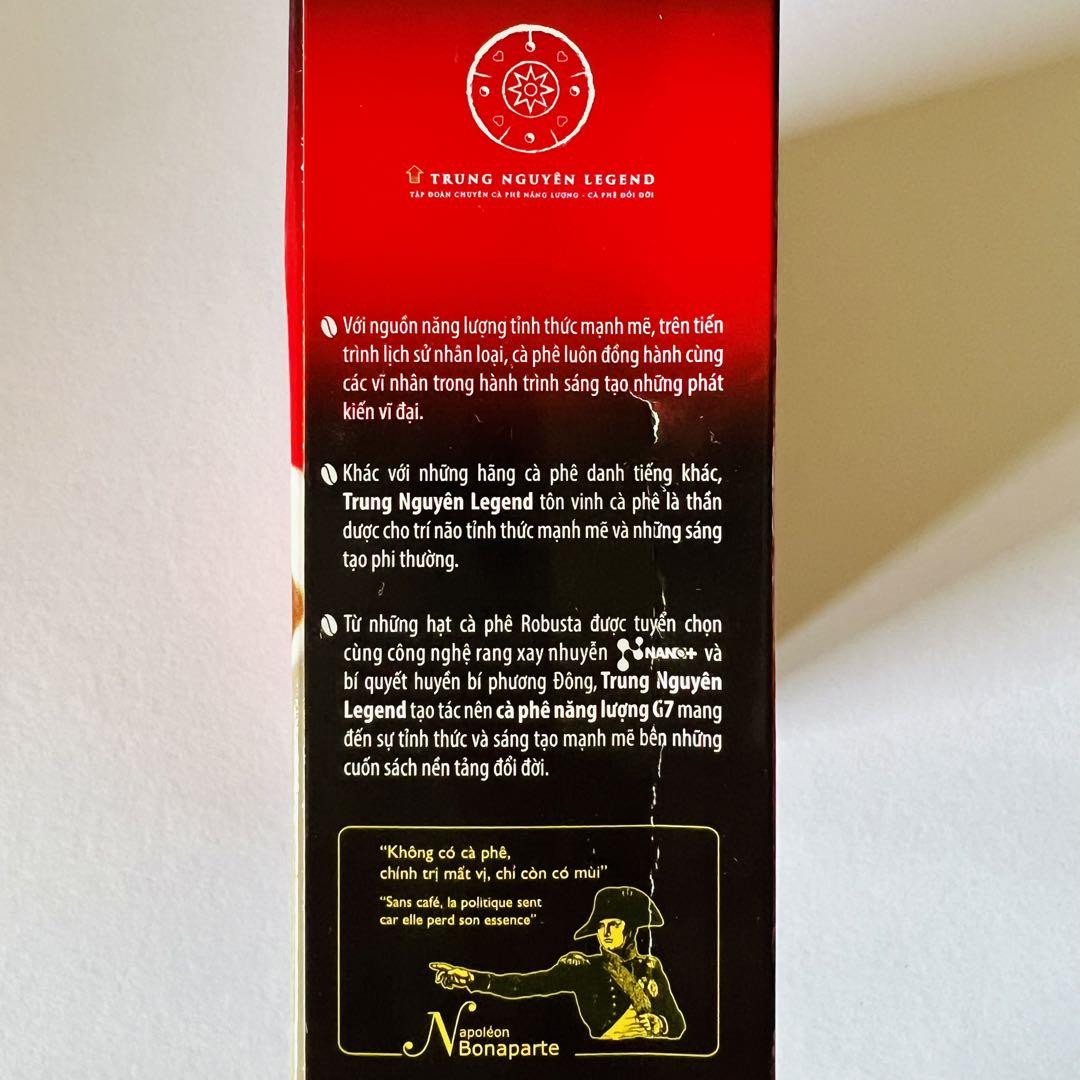 TRUNG NGUYÊN LEGEND
TẬP ĐOÀN CHUYÊN CÀ PHÊ NĂNG LƯỢNG - CÀ PHÊ ĐỔI ĐỜI
Với nguồn năng lượng tỉnh thức mạnh mẽ, trên tiến
trình lịch sử nhân loại, cà phê luôn đồng hành cùng
các vĩ nhân trong hành trình sáng tạo những phát
kiến vĩ đại.
Khác với những hãng cà phê danh tiếng khác,
Trung Nguyên Legend tôn vinh cà phê là thần
dược cho trí não tỉnh thức mạnh mẽ và những sáng
tạo phi thường.
Từ những hạt cà phê Robusta được tuyển chọn
cùng công nghệ rang xay nhuyễn NANO+ và
bí quyết huyền bí phương Đông, Trung Nguyên
Legend tạo tác nên cà phê năng lượng G7 mang
đến sự tỉnh thức và sáng tạo mạnh mẽ bên những
cuốn sách nền tảng đổi đời.
“Không có cà phê,
chính trị mất vị, chỉ còn có mùi”
“Sans café, la politique sent
car elle perd son essence”
Napoléon
Bonaparte